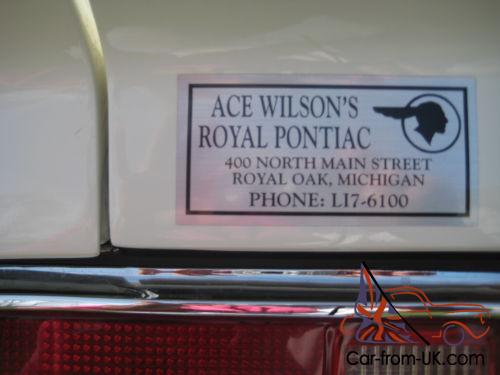 ACE WILSON'S
ROYAL PONTIAC
400 NORTH MAIN STREET
ROYAL OAK, MICHIGAN
PHONE: LI7-6100
Car-from-UK.com